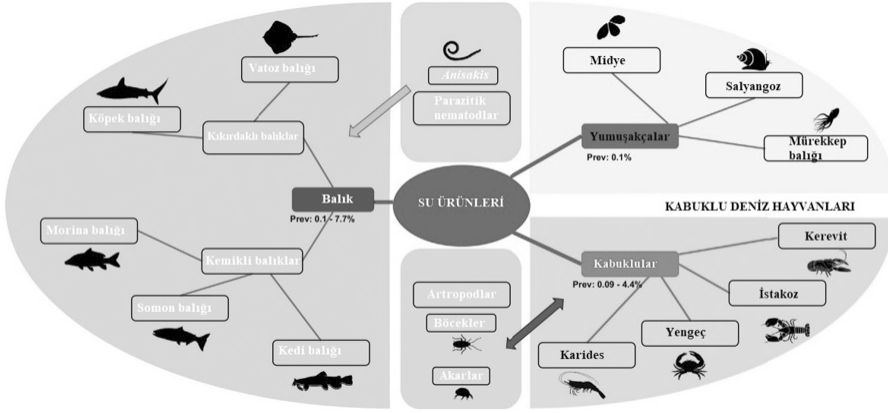 Vatoz balığı
Köpek balığı
Kıkırdaklı balıklar
Balık
Prev: 0.1 - 7.7%
Morina balığı
Kemikli balıklar
Somon balığı
Kedi balığı
Anisakis
Parazitik
nematodlar
SU ÜRÜNLERİ
Artropodlar
Böcekler
Akarlar
Midye
Salyangoz
Yumuşakçalar
Prev: 0.1%
Mürekkep
balığı
KABUKLU DENİZ HAYVANLARI
Kerevit
Kabuklular
Prev: 0.09 - 4.4%
İstakoz
Yengeç
Karides